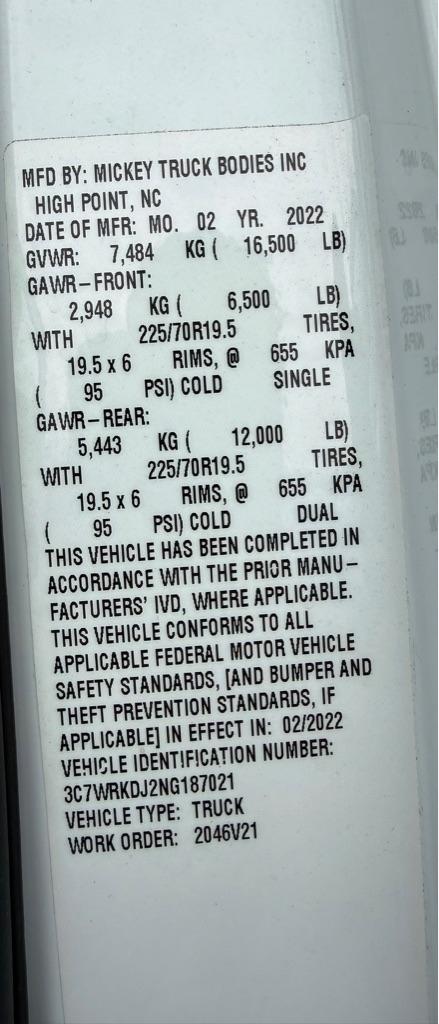 MFD BY: MICKEY TRUCK BODIES INC
HIGH POINT, NC
DATE OF MFR: MO. 02 YR. 2022
GVWR: 7,484 KG ( 16,500 LB)
GAWR-FRONT:
2,948 KG ( 6,500 LB)
WITH 225/70R19.5 TIRES,
19.5 x 6 RIMS, @ 655 KPA
( 95 PSI) COLD SINGLE
GAWR-REAR:
5,443 KG ( 12,000 LB)
WITH 225/70R19.5 TIRES,
19.5 x 6 RIMS, @ 655 KPA
( 95 PSI) COLD DUAL
THIS VEHICLE HAS BEEN COMPLETED IN
ACCORDANCE WITH THE PRIOR MANU-
FACTURERS' IVD, WHERE APPLICABLE.
THIS VEHICLE CONFORMS TO ALL
APPLICABLE FEDERAL MOTOR VEHICLE
SAFETY STANDARDS, [AND BUMPER AND
THEFT PREVENTION STANDARDS, IF
APPLICABLE] IN EFFECT IN: 02/2022
VEHICLE IDENTIFICATION NUMBER:
3C7WRKDJ2NG187021
VEHICLE TYPE: TRUCK
WORK ORDER: 2046V21